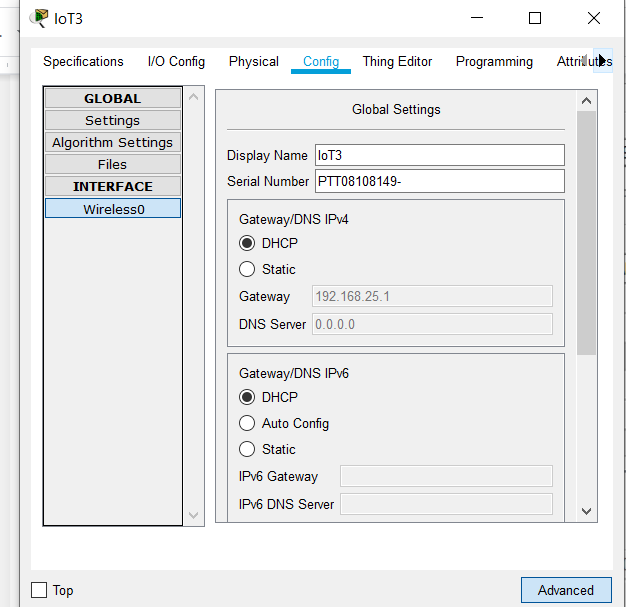 IoT3
Specifications I/O Config Physical Config Thing Editor Programming Attributes
GLOBAL
Settings
Algorithm Settings
Files
INTERFACE
Wireless0
Global Settings
Display Name IoT3
Serial Number PTT08108149-
Gateway/DNS IPv4
DHCP
Static
Gateway 192.168.25.1
DNS Server 0.0.0.0
Gateway/DNS IPv6
DHCP
Auto Config
Static
IPv6 Gateway
IPv6 DNS Server
Top
Advanced